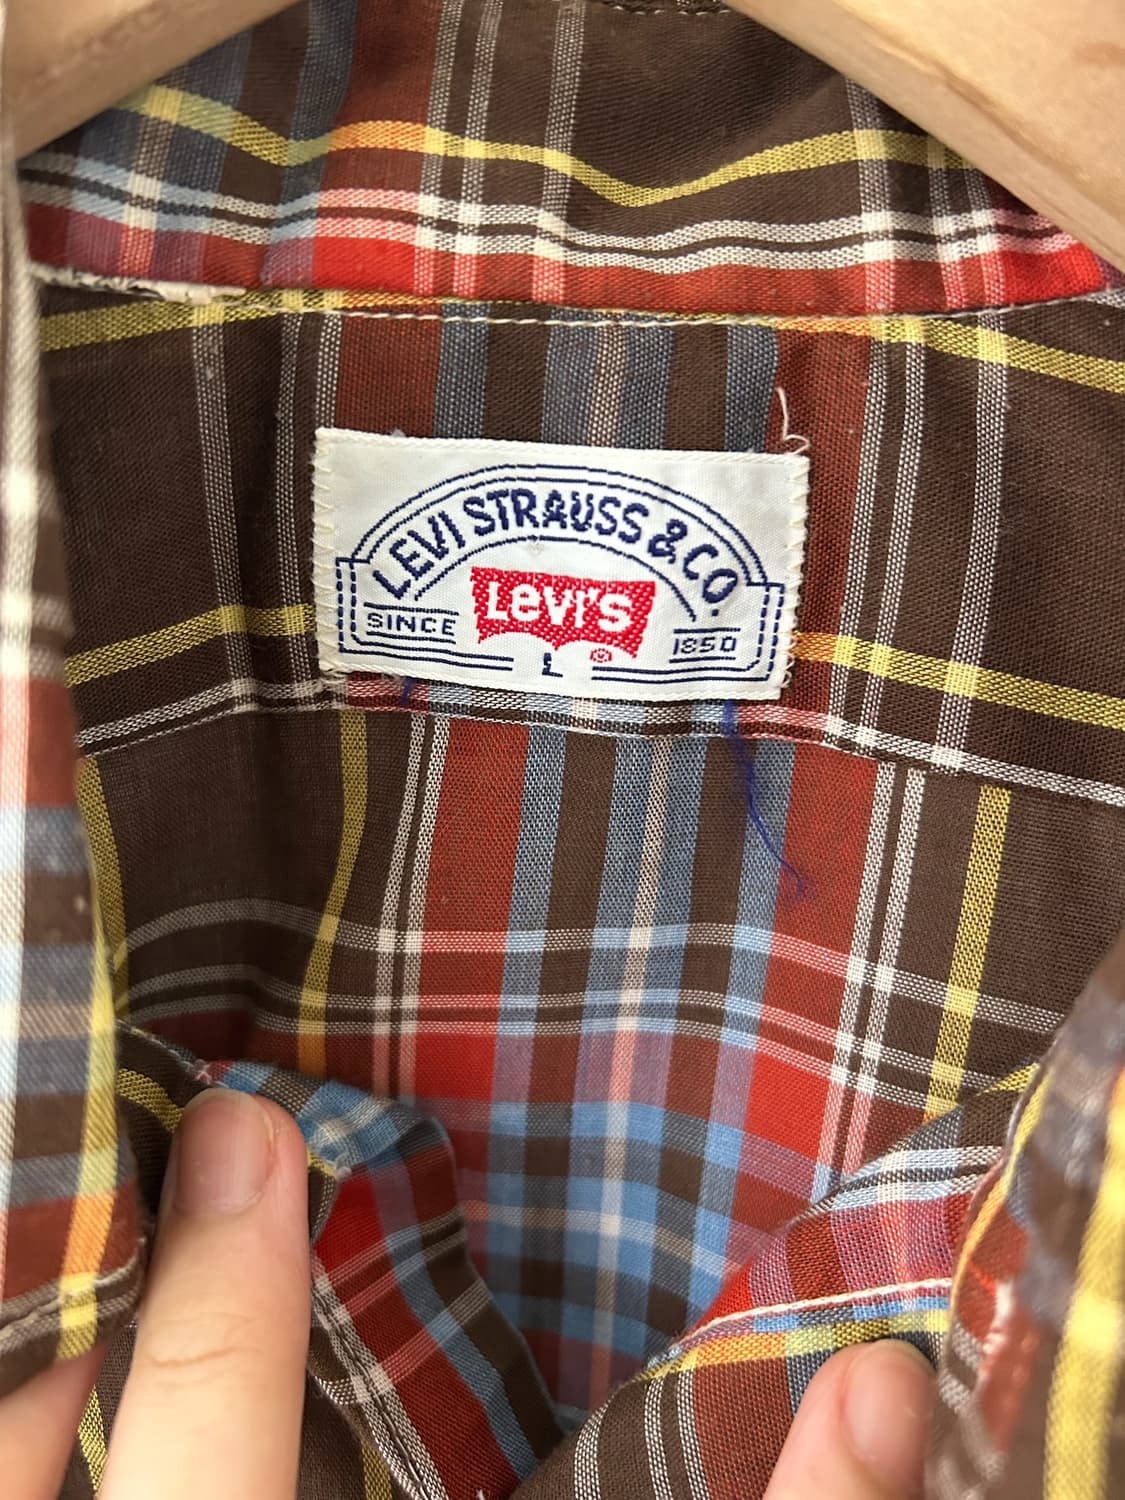 LEVI STRAUSS & CO.
LEVI'S
SINCE 1850
L ®